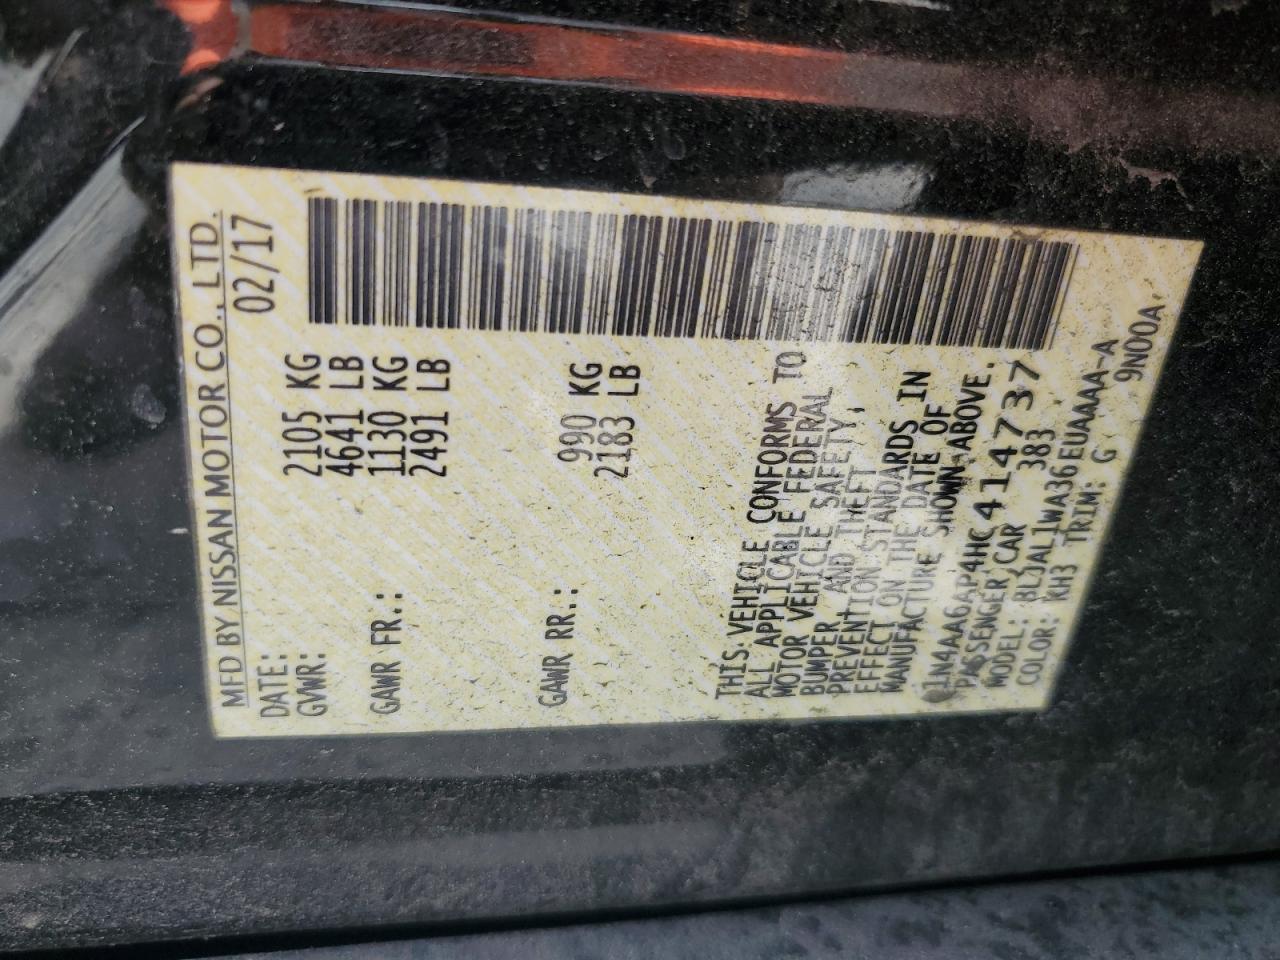 MFD BY NISSAN MOTOR CO., LTD.
DATE: 02/17
GVWR: 2105 KG
4641 LB
GAWR FR.: 1130 KG
2491 LB
GAWR RR.: 990 KG
2183 LB
THIS VEHICLE CONFORMS TO
ALL APPLICABLE FEDERAL
MOTOR VEHICLE SAFETY,
BUMPER AND THEFT
PREVENTION STANDARDS IN
EFFECT ON THE DATE OF
MANUFACTURE SHOWN ABOVE.
1N4AA6AP4HC414737
PASSENGER CAR 383
MODEL: BLJAL1WA36EUAAAA-A
COLOR: KH3 TRIM: G 9N00A